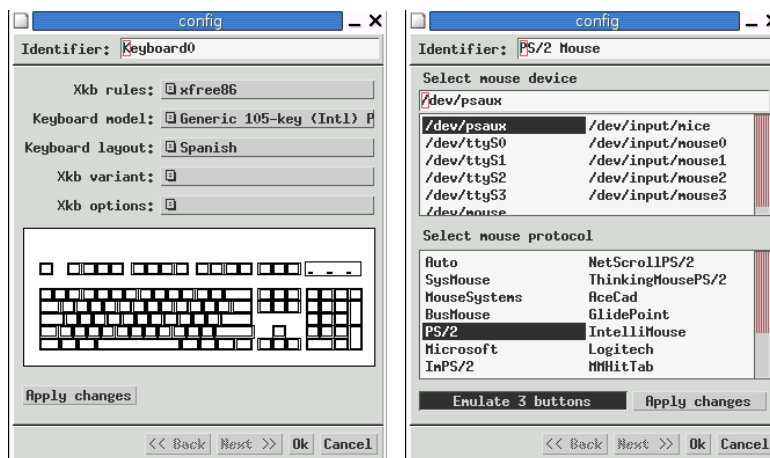 config
Identifier: Keyboard0
Xkb rules: xfree86
Keyboard model: Generic 105-key (Intl) P
Keyboard layout: Spanish
Xkb variant:
Xkb options:
Apply changes
<< Back Next >> Ok Cancel
config
Identifier: PS/2 Mouse
Select mouse device
/dev/psaux
/dev/psaux /dev/input/mice
/dev/ttyS0 /dev/input/mouse0
/dev/ttyS1 /dev/input/mouse1
/dev/ttyS2 /dev/input/mouse2
/dev/ttyS3 /dev/input/mouse3
/dev/mouse
Select mouse protocol
Auto NetScrollPS/2
SysMouse ThinkingMousePS/2
MouseSystems AceCad
BusMouse GlidePoint
PS/2 IntelliMouse
Microsoft Logitech
ImPS/2 MMHitTab
Emulate 3 buttons Apply changes
<< Back Next >> Ok Cancel